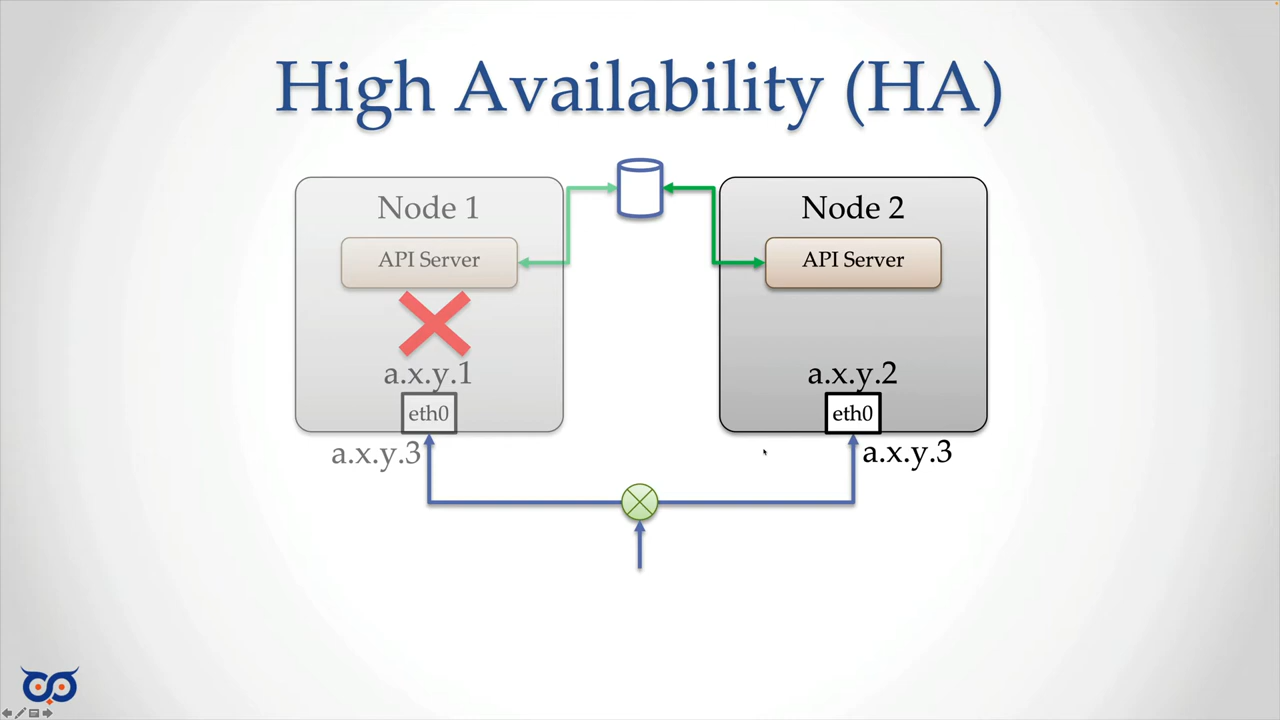 High Availability (HA)
Node 1
API Server
a.x.y.1
eth0
a.x.y.3
Node 2
API Server
a.x.y.2
eth0
a.x.y.3